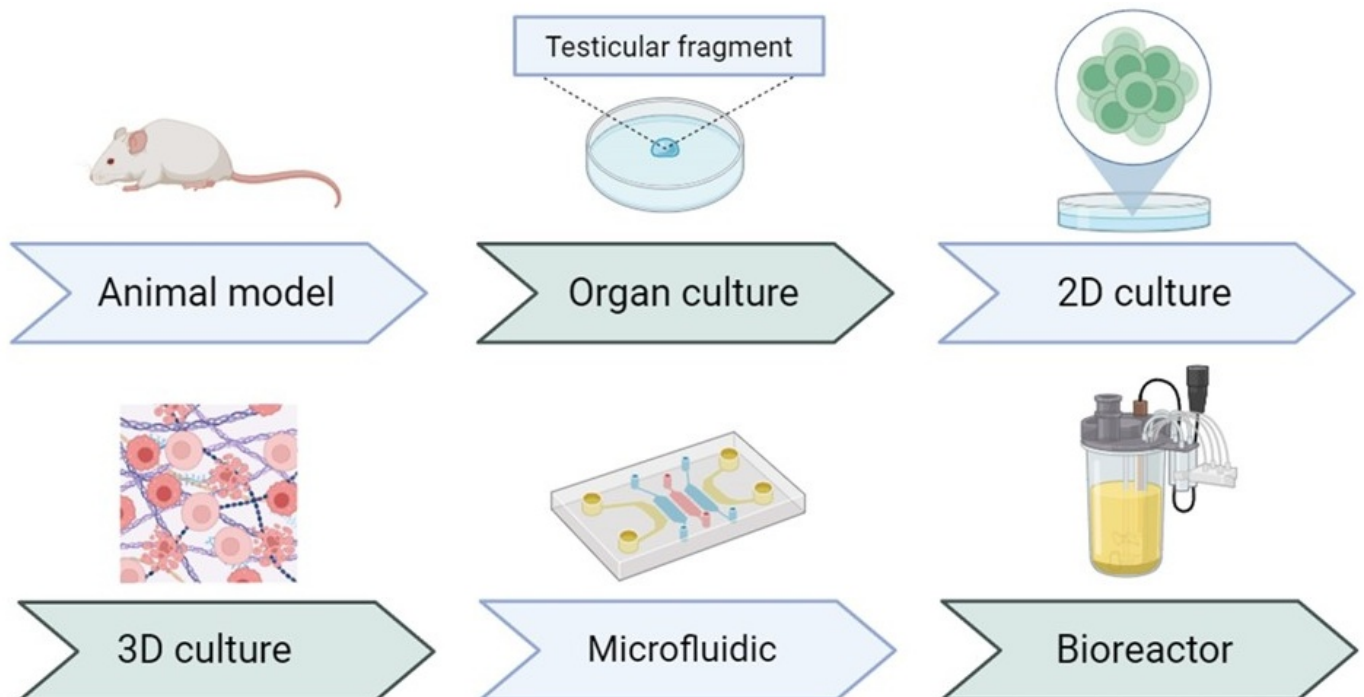 Testicular fragment
Animal model
Organ culture
2D culture
3D culture
Microfluidic
Bioreactor